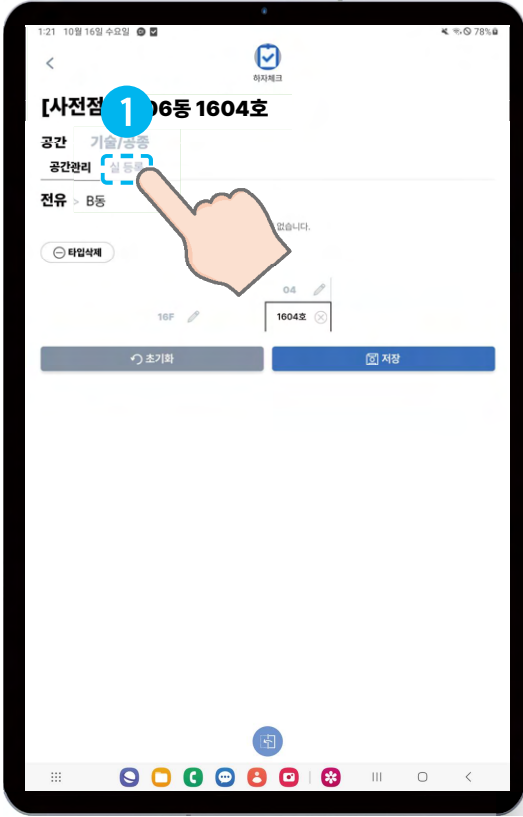 1:21 10월 16일 수요일
78%
하자체크
[사전점 06동 1604호
1
공간 기술/공종
공간관리 실 등록
전유 > B동
없습니다.
타입삭제
04
16F
1604호
초기화
저장